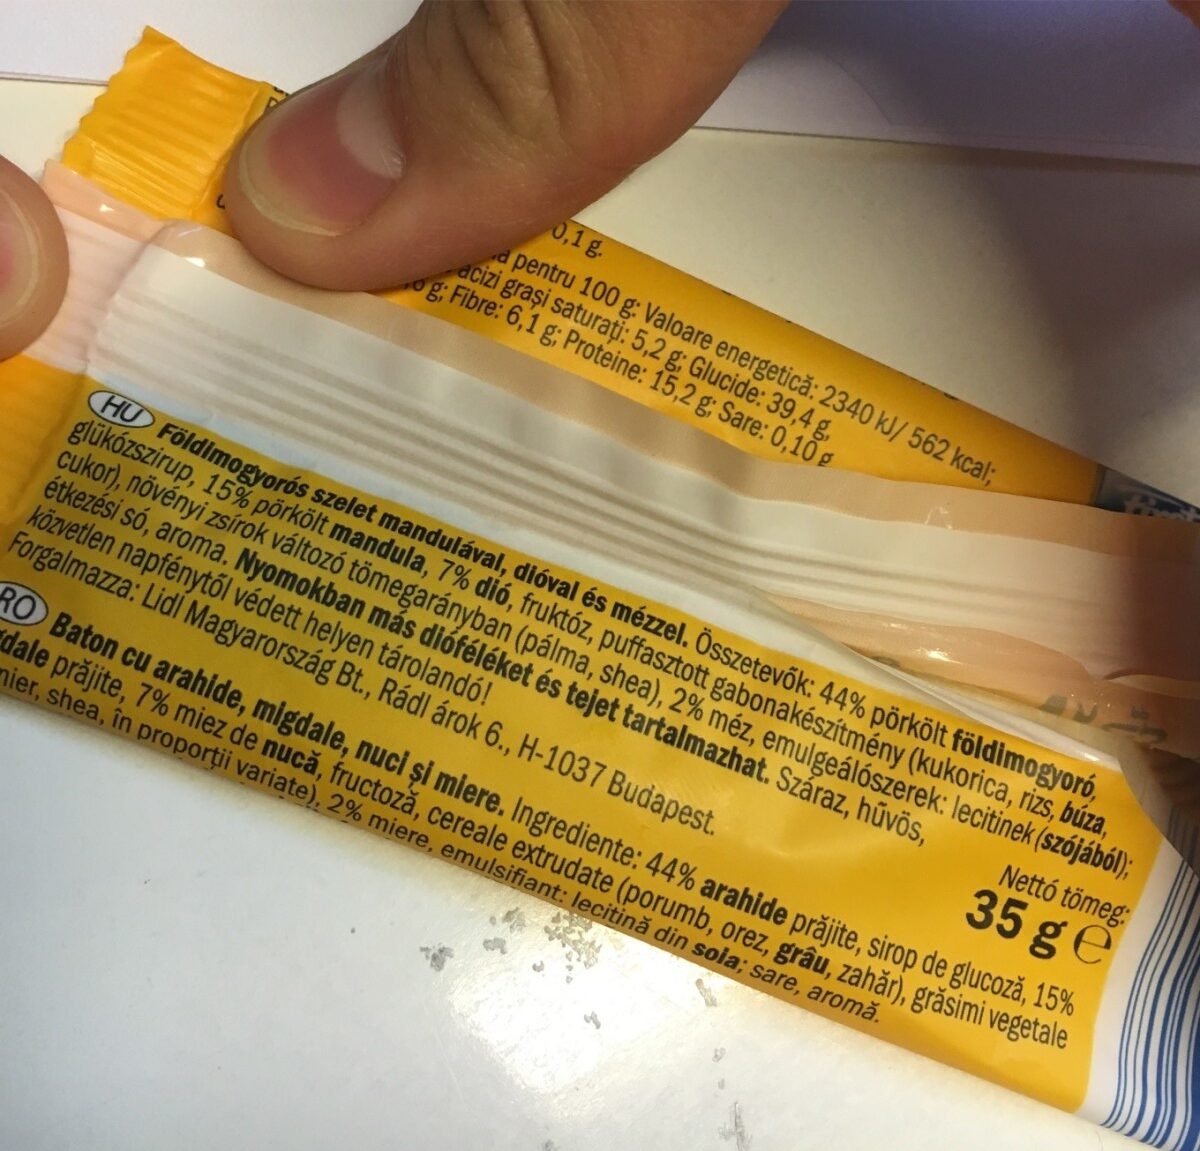 0,1 g.
pentru 100 g: Valoare energetică: 2340 kJ/ 562 kcal;
acizi grași saturați: 5,2 g; Glucide: 39,4 g,
g; Fibre: 6,1 g; Proteine: 15,2 g; Sare: 0,10 g
HU Földimogyorós szelet mandulával, dióval és mézzel. Összetevők: 44% pörkölt földimogyoró,
glükózszirup, 15% pörkölt mandula, 7% dió, fruktóz, puffasztott gabonakészítmény (kukorica, rizs, búza,
cukor), növényi zsírok változó tömegarányban (pálma, shea), 2% méz, emulgeálószerek: lecitinek (szójából);
étkezési só, aroma. Nyomokban más dióféléket és tejet tartalmazhat. Száraz, hűvös,
közvetlen napfénytől védett helyen tárolandó!
Forgalmazza: Lidl Magyarország Bt., Rádl árok 6., H-1037 Budapest.
Nettó tömeg:
35 g ℮
RO Baton cu arahide, migdale, nuci și miere. Ingrediente: 44% arahide prăjite, sirop de glucoză, 15%
prăjite, 7% miez de nucă, fructoză, cereale extrudate (porumb, orez, grâu, zahăr), grăsimi vegetale
shea, în proporții variate), 2% miere, emulsifiant: lecitină din soia; sare, aromă.